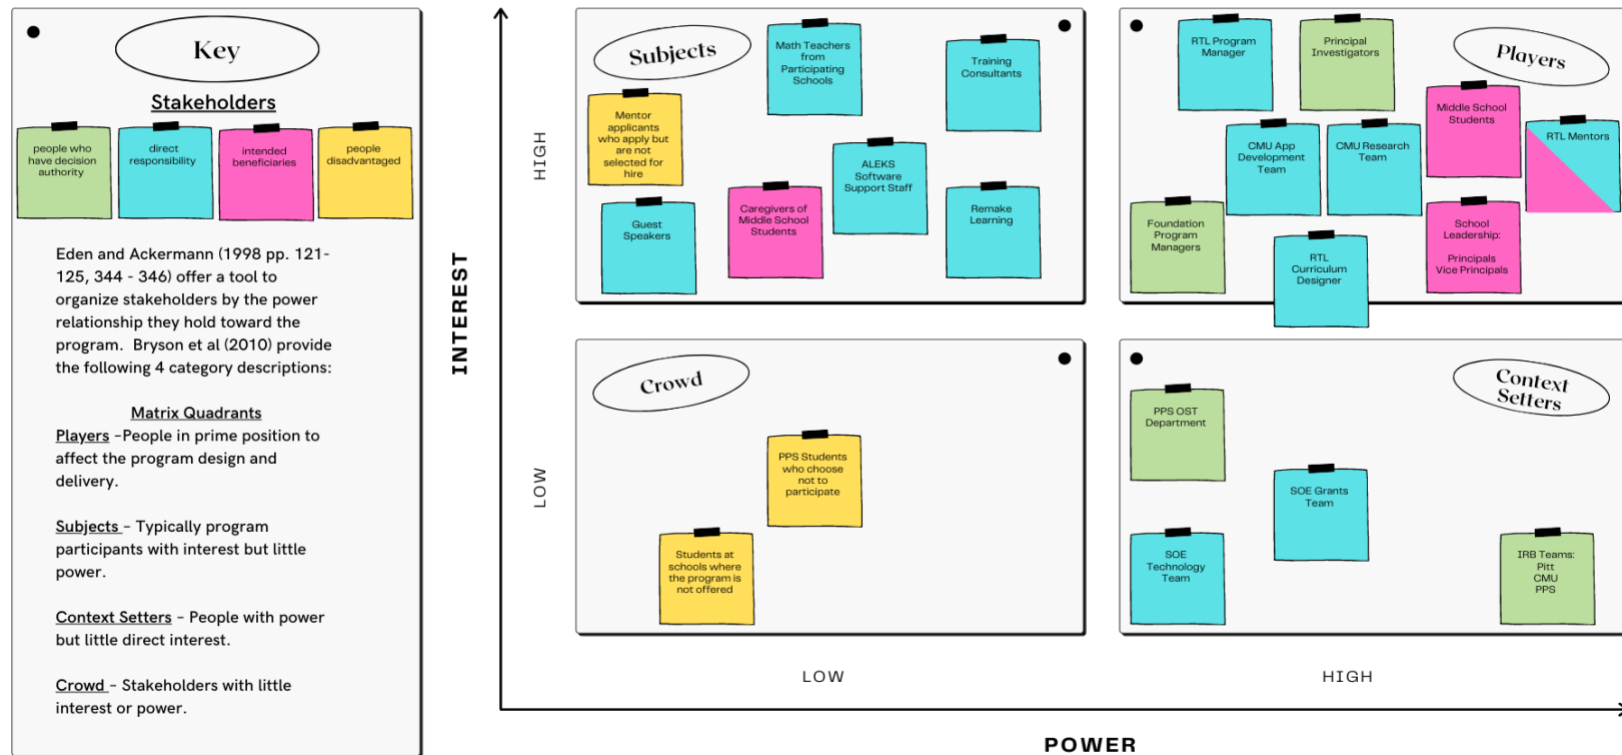 Key
Stakeholders
people who
have decision
authority
direct
responsibility
intended
beneficiaries
people
disadvantaged
Eden and Ackermann (1998 pp. 121-
125, 344 - 346) offer a tool to
organize stakeholders by the power
relationship they hold toward the
program.  Bryson et al (2010) provide
the following 4 category descriptions:
Matrix Quadrants
Players –People in prime position to
affect the program design and
delivery.
Subjects – Typically program
participants with interest but little
power.
Context Setters – People with power
but little direct interest.
Crowd – Stakeholders with little
interest or power.
INTEREST
HIGH
LOW
Subjects
Math Teachers
from
Participating
Schools
Training
Consultants
Mentor
applicants
who apply but
are not
selected for
hire
ALEKS
Software
Support Staff
Guest
Speakers
Caregivers of
Middle School
Students
Remake
Learning
Players
RTL Program
Manager
Principal
Investigators
Middle School
Students
RTL Mentors
CMU App
Development
Team
CMU Research
Team
Foundation
Program
Managers
RTL
Curriculum
Designer
School
Leadership:
Principals
Vice Principals
Crowd
PPS Students
who choose
not to
participate
Students at
schools where
the program is
not offered
Context
Setters
PPS OST
Department
SOE Grants
Team
SOE
Technology
Team
IRB Teams:
Pitt
CMU
PPS
LOW
HIGH
POWER